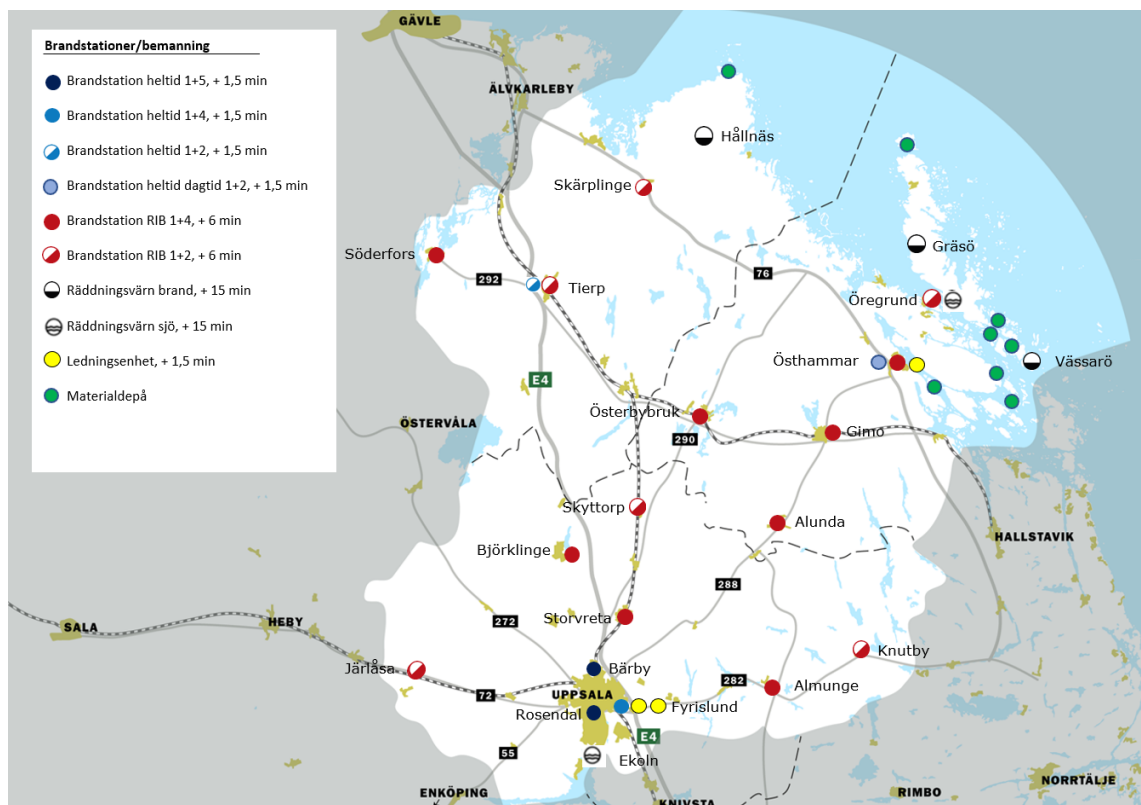 Brandstationer/bemanning
Brandstation heltid 1+5, + 1,5 min
Brandstation heltid 1+4, + 1,5 min
Brandstation heltid 1+2, + 1,5 min
Brandstation heltid dagtid 1+2, + 1,5 min
Brandstation RIB 1+4, + 6 min
Brandstation RIB 1+2, + 6 min
Räddningsvärn brand, + 15 min
Räddningsvärn sjö, + 15 min
Ledningsenhet, + 1,5 min
Materialdepå
GÄVLE
ÄLVKARLEBY
Hållnäs
Skärplinge
Gräsö
Söderfors
292
76
Tierp
Öregrund
Östhammar
Vässarö
E4
Österbybruk
ÖSTERVÅLA
290
Gimo
Skyttorp
Alunda
HALLSTAVIK
Björklinge
288
Storvreta
272
SALA
HEBY
Knutby
Järlåsa
Bärby
282
Almunge
72
UPPSALA
Fyrislund
Rosendal
E4
55
Ekoln
ENKÖPING
KNIVSTA
RIMBO
NORRTÄLJE